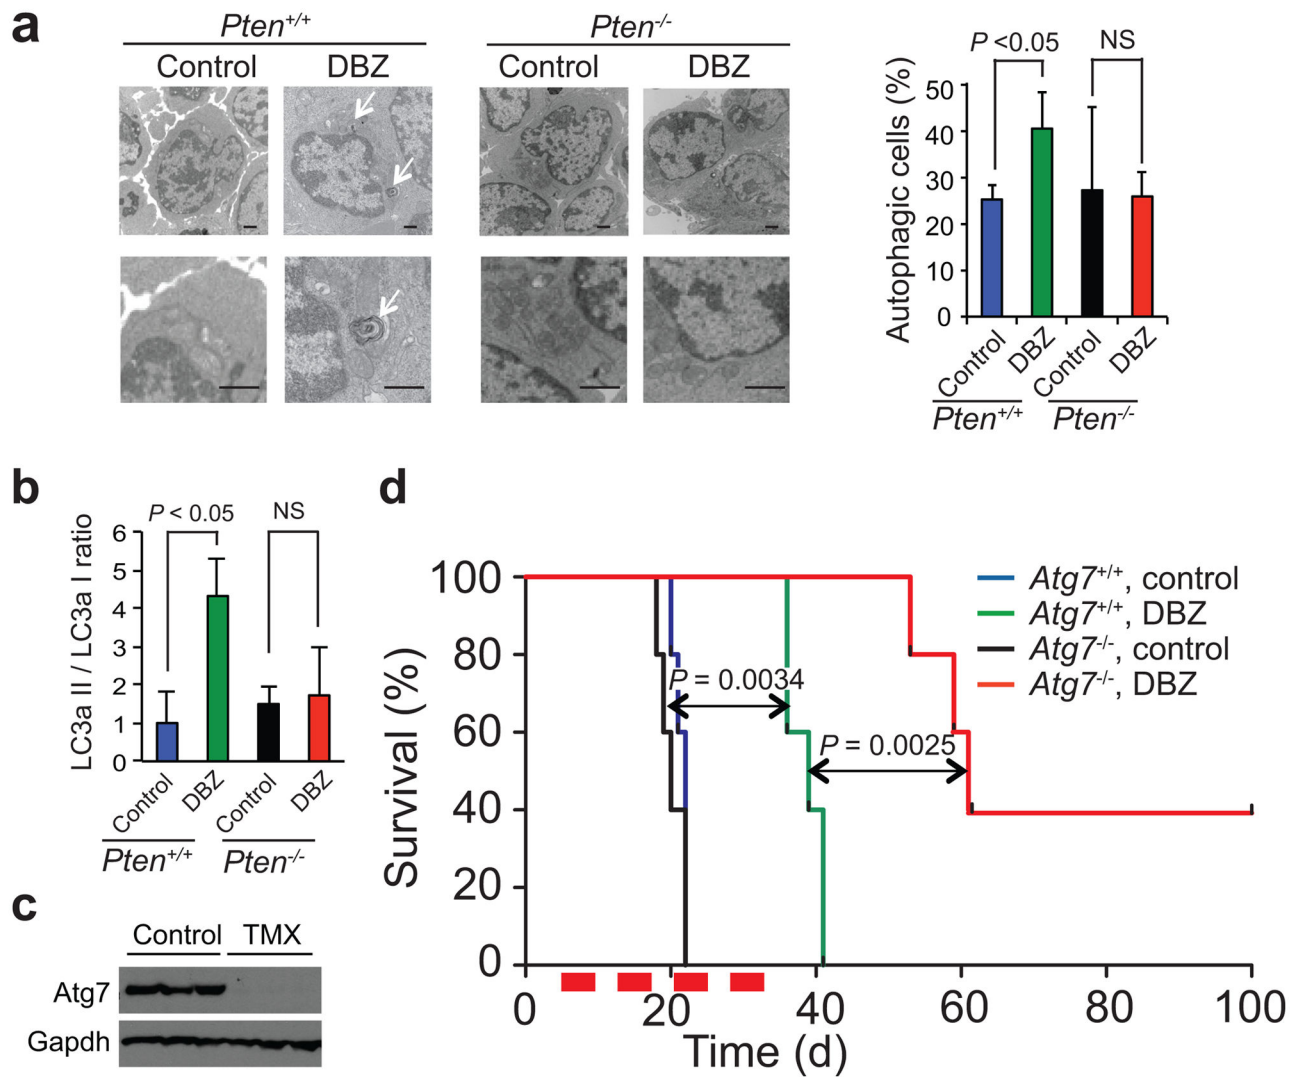 a
Pten+/+
Pten-/-
Control
DBZ
Control
DBZ
Autophagic cells (%)
P <0.05
NS
50
40
30
20
10
0
Control
DBZ
Control
DBZ
Pten+/+
Pten-/-
b
LC3a II / LC3a I ratio
P < 0.05
NS
6
5
4
3
2
1
0
Control
DBZ
Control
DBZ
Pten+/+
Pten-/-
c
Control
TMX
Atg7
Gapdh
d
Survival (%)
100
80
60
40
20
0
P = 0.0034
P = 0.0025
Atg7+/+, control
Atg7+/+, DBZ
Atg7-/-, control
Atg7-/-, DBZ
0
20
40
60
80
100
Time (d)